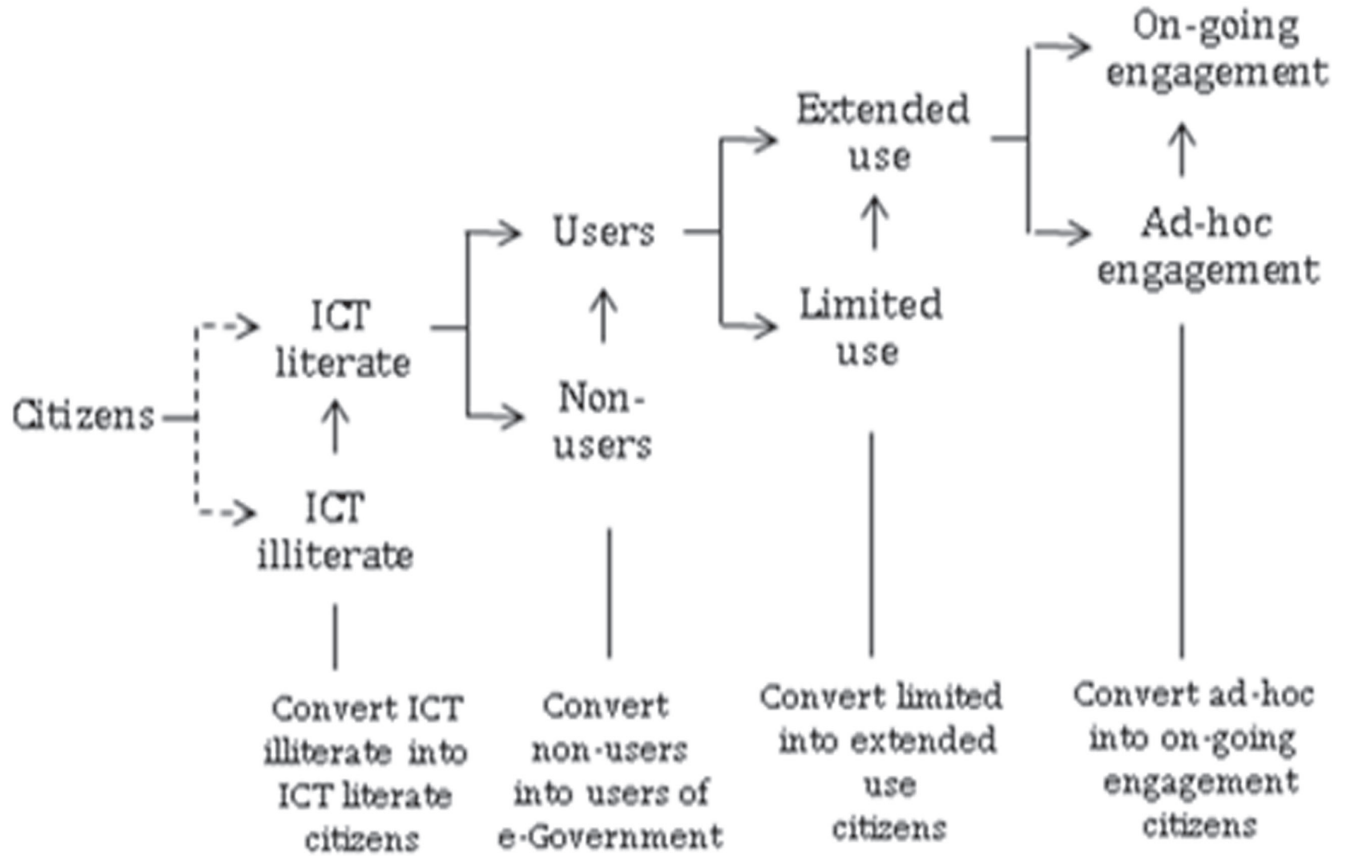 On-going
engagement
Extended
use
Ad-hoc
engagement
Users
Limited
use
ICT
literate
Non-
users
Citizens
ICT
illiterate
Convert ICT
illiterate into
ICT literate
citizens
Convert
non-users
into users of
e-Government
Convert limited
into extended
use
citizens
Convert ad-hoc
into on-going
engagement
citizens